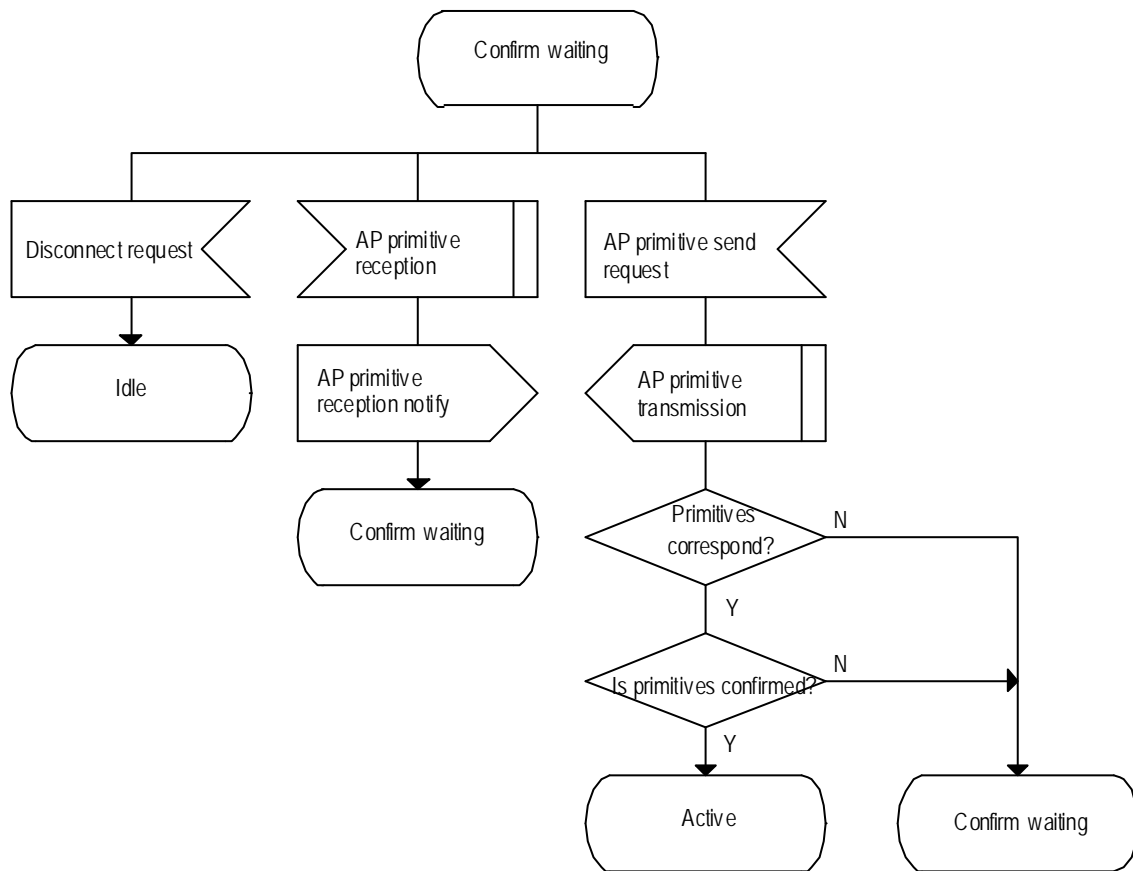 Confirm waiting
Disconnect request
AP primitive
reception
AP primitive send
request
Idle
AP primitive
reception notify
AP primitive
transmission
Confirm waiting
Primitives
correspond?
N
Y
Is primitives confirmed?
N
Y
Active
Confirm waiting